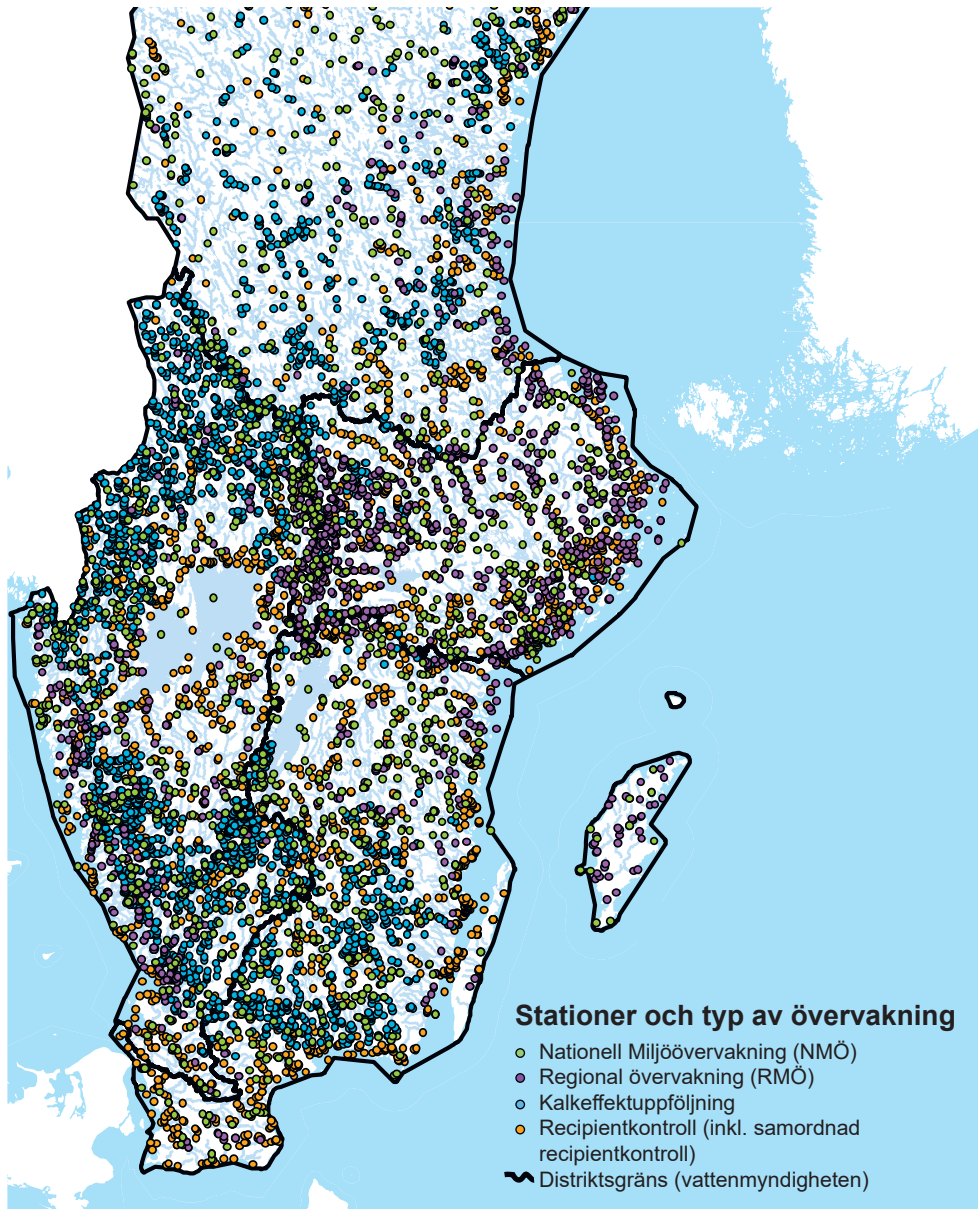 Stationer och typ av övervakning
Nationell Miljöövervakning (NMÖ)
Regional övervakning (RMÖ)
Kalkeffektuppföljning
Recipientkontroll (inkl. samordnad
recipientkontroll)
Distriktsgräns (vattenmyndigheten)